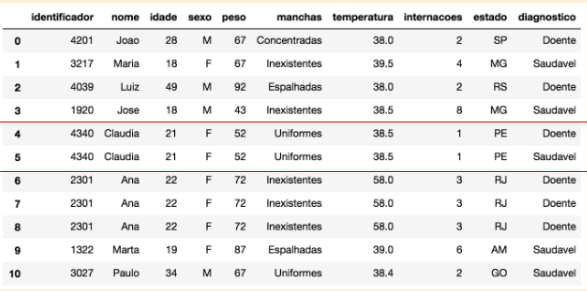 identificador nome idade sexo peso manchas temperatura internacoes estado diagnostico
0 4201 Joao 28 M 67 Concentradas 38.0 2 SP Doente
1 3217 Maria 18 F 67 Inexistentes 39.5 4 MG Saudavel
2 4039 Luiz 49 M 92 Espalhadas 38.0 2 RS Doente
3 1920 Jose 18 M 43 Inexistentes 38.5 8 MG Saudavel
4 4340 Claudia 21 F 52 Uniformes 38.5 1 PE Doente
5 4340 Claudia 21 F 52 Uniformes 38.5 1 PE Saudavel
6 2301 Ana 22 F 72 Inexistentes 58.0 3 RJ Doente
7 2301 Ana 22 F 72 Inexistentes 58.0 3 RJ Doente
8 2301 Ana 22 F 72 Inexistentes 58.0 3 RJ Doente
9 1322 Marta 19 F 87 Espalhadas 39.0 6 AM Saudavel
10 3027 Paulo 34 M 67 Uniformes 38.4 2 GO Saudavel